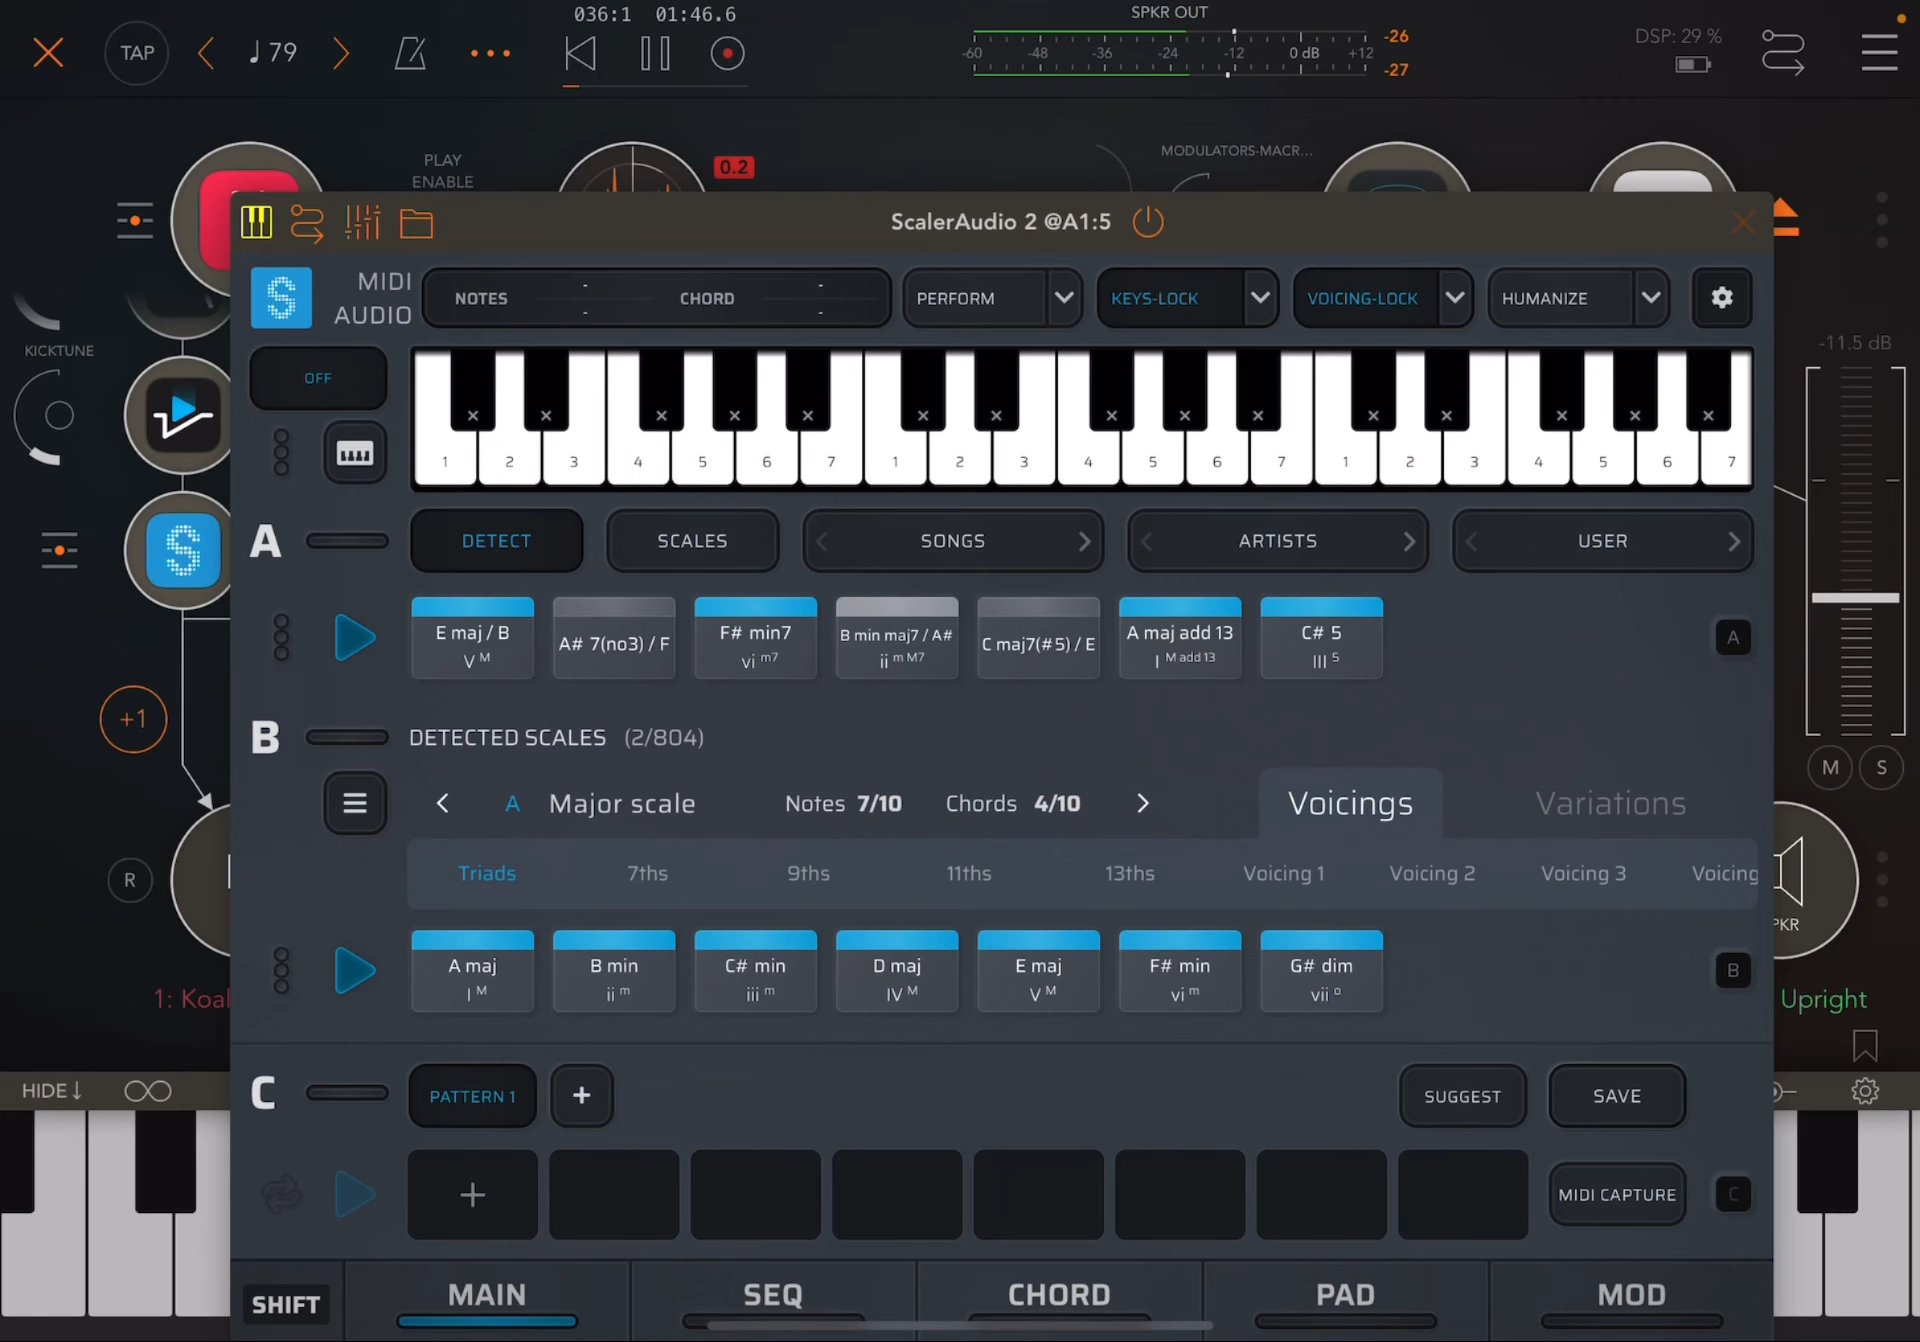 036:1 01:46.6
SPKR OUT
TAP
♩79
-60 -48 -36 -24 -12 0 dB +12
-26
-27
DSP: 29 %
PLAY
ENABLE
0.2
MODULATORS-MACR...
ScalerAudio 2 @A1:5
S
MIDI
AUDIO
NOTES - - CHORD - -
PERFORM
KEYS-LOCK
VOICING-LOCK
HUMANIZE
KICKTUNE
-11.5 dB
OFF
× × × × × × × × × × × × × × ×
1 2 3 4 5 6 7 1 2 3 4 5 6 7 1 2 3 4 5 6 7
S
A
DETECT SCALES SONGS ARTISTS USER
E maj / B A# 7(no3) / F F# min7 B min maj7 / A# C maj7(#5) / E A maj add 13 C# 5
V M vi m7 ii m M7 I M add 13 III 5
A
+1
B
DETECTED SCALES (2/804)
M S
A Major scale Notes 7/10 Chords 4/10
Voicings Variations
R
Triads 7ths 9ths 11ths 13ths Voicing 1 Voicing 2 Voicing 3 Voicing
PKR
A maj B min C# min D maj E maj F# min G# dim
I M ii m iii m IV M V M vi m vii o
B
1: Koal
Upright
HIDE↓
C
PATTERN 1 +
SUGGEST SAVE
+
MIDI CAPTURE
C
SHIFT MAIN SEQ CHORD PAD MOD